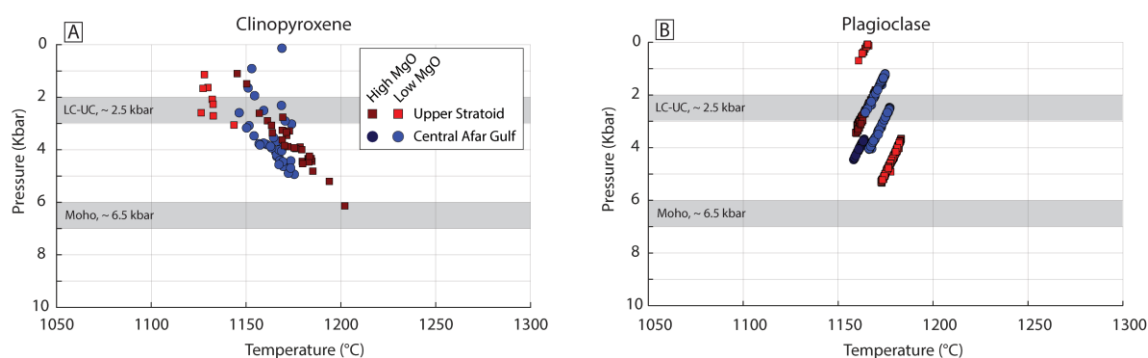 A
Clinopyroxene
Pressure (Kbar)
0
2
4
6
8
10
LC-UC, ~ 2.5 kbar
Moho, ~ 6.5 kbar
High MgO
Low MgO
Upper Stratoid
Central Afar Gulf
1050 1100 1150 1200 1250 1300
Temperature (°C)
B
Plagioclase
Pressure (Kbar)
0
2
4
6
8
10
LC-UC, ~ 2.5 kbar
Moho, ~ 6.5 kbar
1050 1100 1150 1200 1250 1300
Temperature (°C)